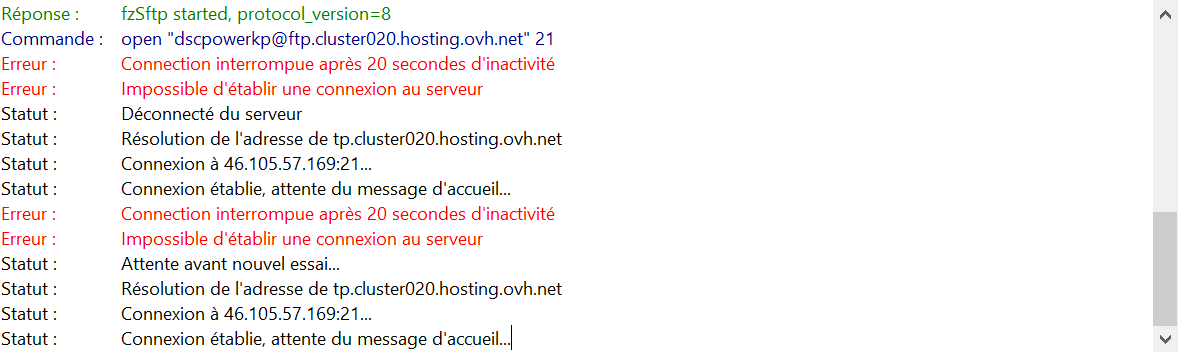 Réponse : fzSftp started, protocol_version=8
Commande : open "dscpowerkp@ftp.cluster020.hosting.ovh.net" 21
Erreur : Connection interrompue après 20 secondes d'inactivité
Erreur : Impossible d'établir une connexion au serveur
Statut : Déconnecté du serveur
Statut : Résolution de l'adresse de tp.cluster020.hosting.ovh.net
Statut : Connexion à 46.105.57.169:21...
Statut : Connexion établie, attente du message d'accueil...
Erreur : Connection interrompue après 20 secondes d'inactivité
Erreur : Impossible d'établir une connexion au serveur
Statut : Attente avant nouvel essai...
Statut : Résolution de l'adresse de tp.cluster020.hosting.ovh.net
Statut : Connexion à 46.105.57.169:21...
Statut : Connexion établie, attente du message d'accueil...